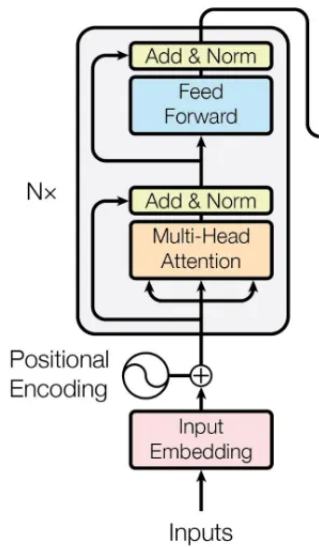 Add & Norm
Feed
Forward
Nx
Add & Norm
Multi-Head
Attention
Positional
Encoding
Input
Embedding
Inputs